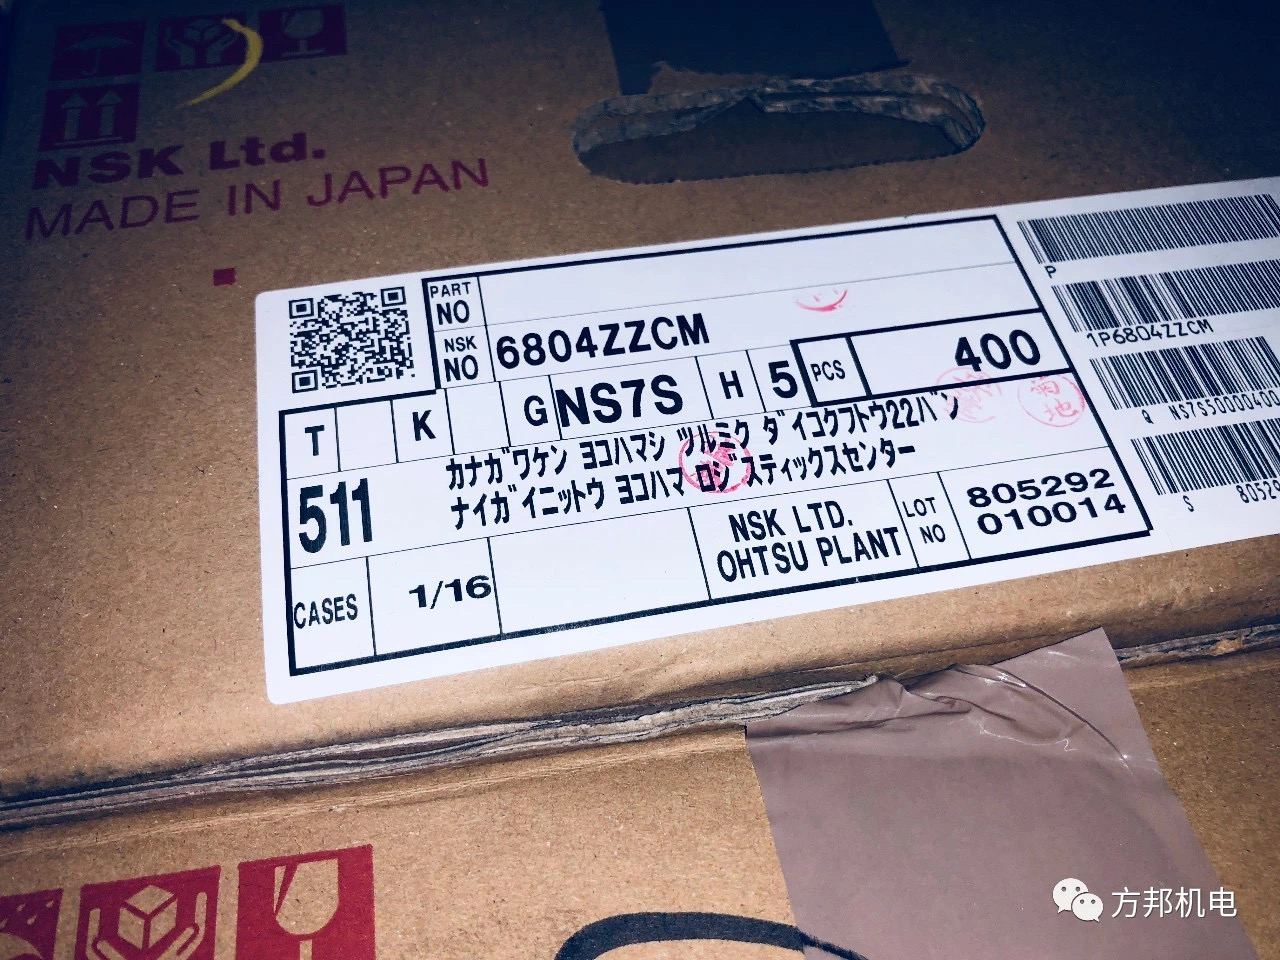 NSK Ltd.
MADE IN JAPAN
PART NO
NSK NO 6804ZZCM
T K G NS7S H 5 PCS 400
511
カナガワケン ヨコハマシ ツルミク ダイコクフトウ22バン
ナイガイニットウ ヨコハマ ロジスティックスセンター
CASES 1/16
NSK LTD.
OHTSU PLANT
LOT NO
805292
010014
P
1P6804ZZCM
Q NS7S50000400
S 80529
方邦机电